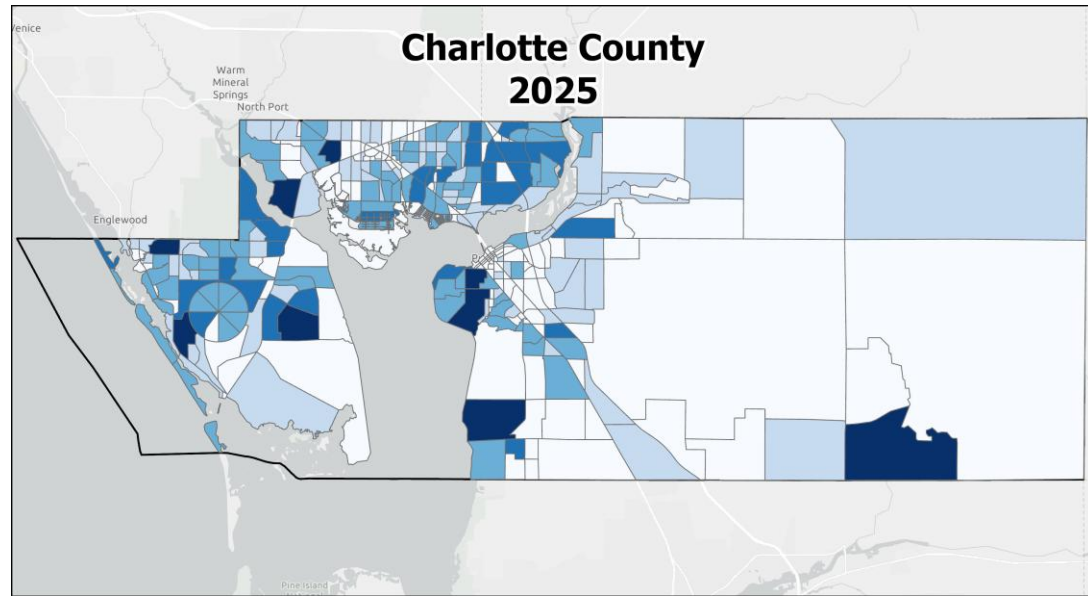 Venice
Charlotte County
2025
Warm
Mineral
Springs
North Port
Englewood
Pine Island